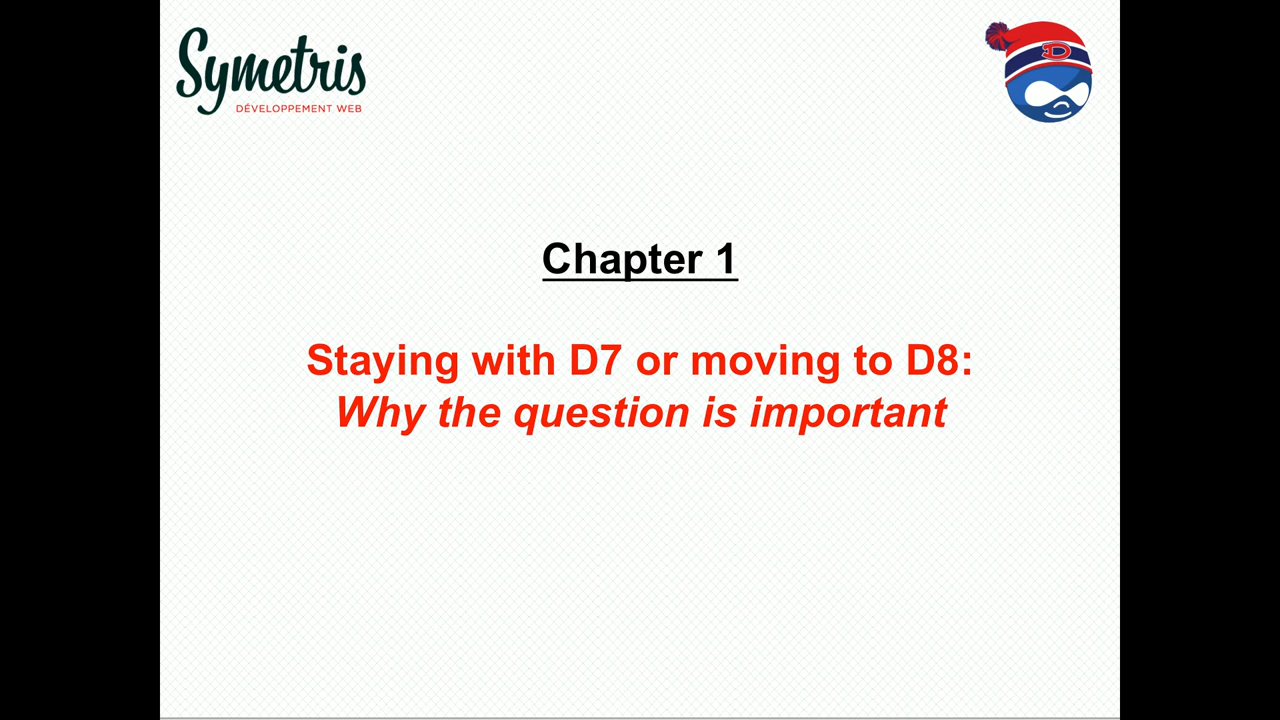 Symetris
DÉVELOPPEMENT WEB
D
Chapter 1
Staying with D7 or moving to D8:
Why the question is important